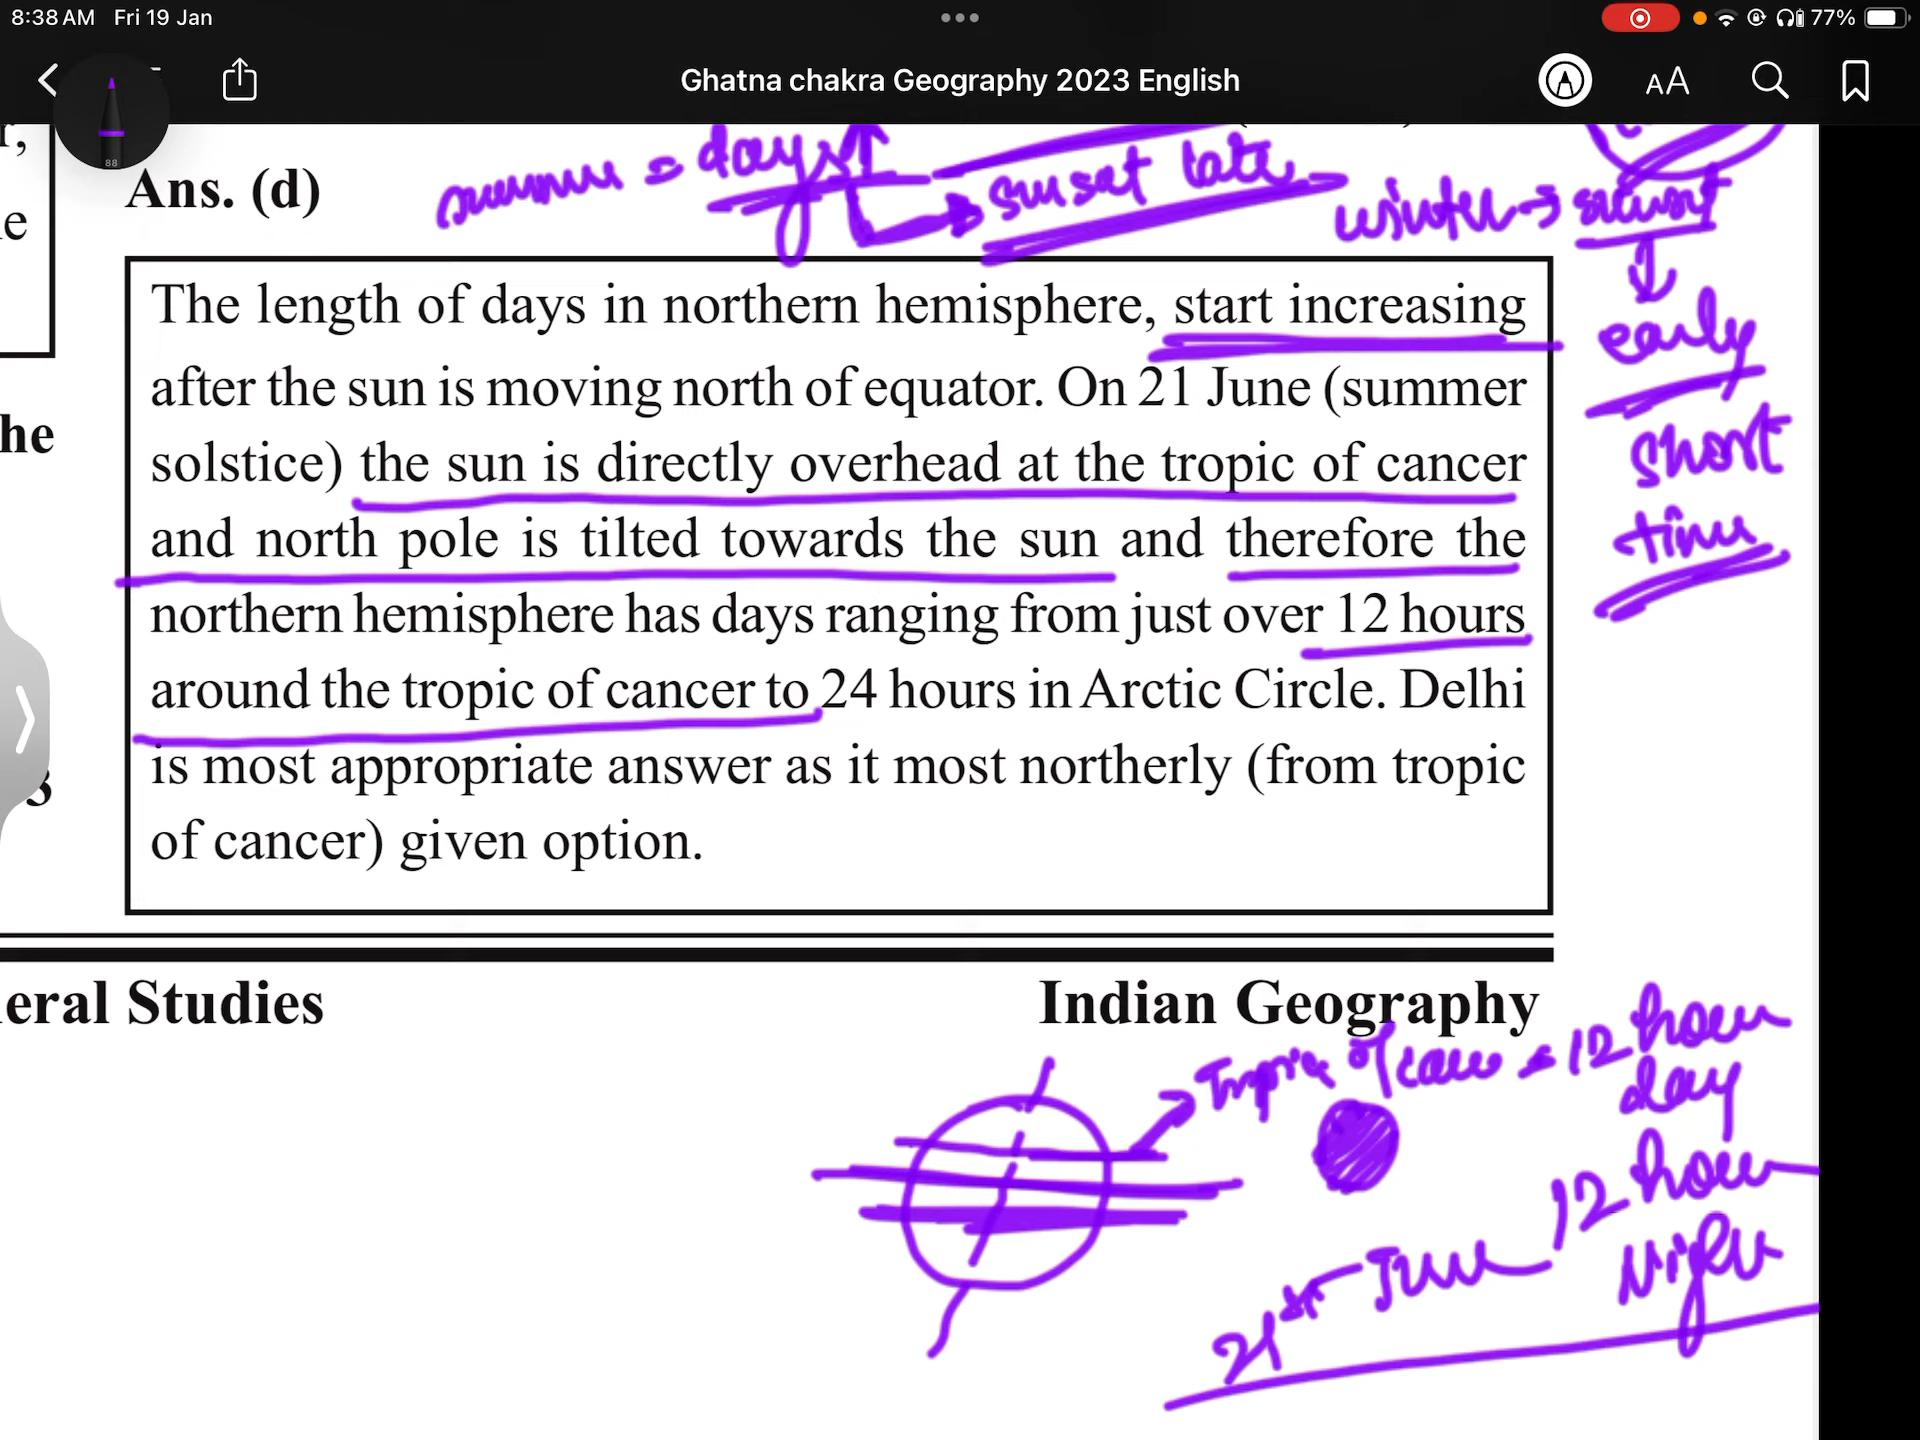 8:38 AM Fri 19 Jan
77%
Ghatna chakra Geography 2023 English
AA
88
r,
e
he
3
Ans. (d)
= days
sunset late
winter → sunset
early
short
time
The length of days in northern hemisphere, start increasing
after the sun is moving north of equator. On 21 June (summer
solstice) the sun is directly overhead at the tropic of cancer
and north pole is tilted towards the sun and therefore the
northern hemisphere has days ranging from just over 12 hours
around the tropic of cancer to 24 hours in Arctic Circle. Delhi
is most appropriate answer as it most northerly (from tropic
of cancer) given option.
eral Studies
Indian Geography
Tropic of = 12 hour
day
12 hour
Night
21st June